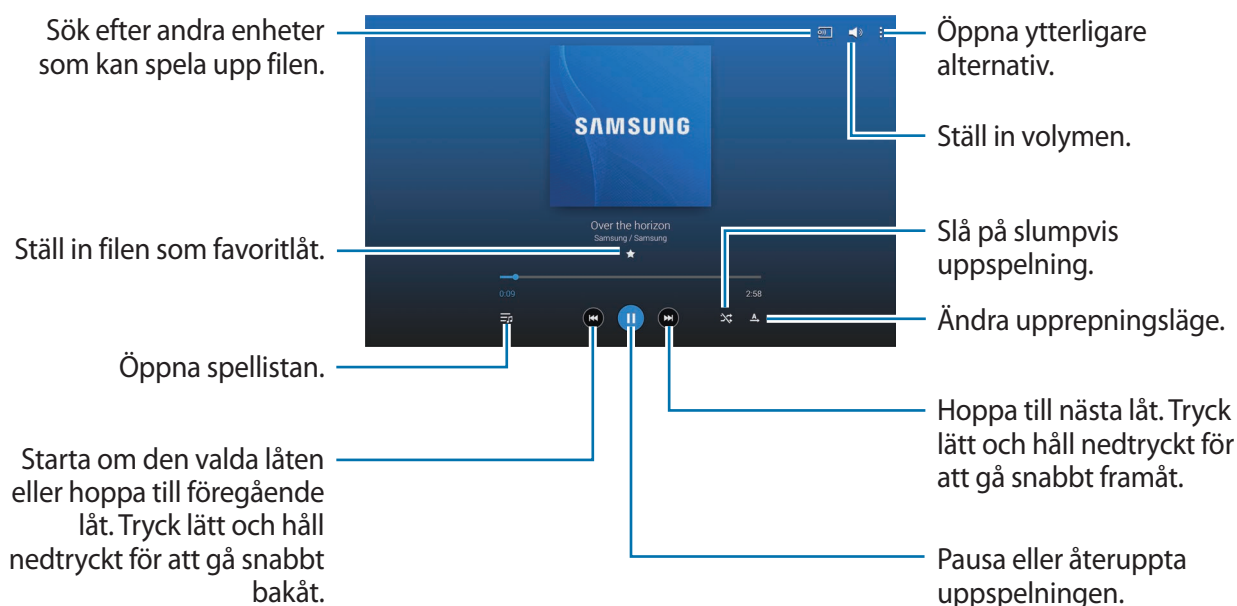 Sök efter andra enheter
som kan spela upp filen.
Öppna ytterligare
alternativ.
Ställ in volymen.
SAMSUNG
Over the horizon
Samsung / Samsung
Ställ in filen som favoritlåt.
Slå på slumpvis
uppspelning.
0:09
2:58
A
Ändra upprepningsläge.
Öppna spellistan.
Hoppa till nästa låt. Tryck
lätt och håll nedtryckt för
att gå snabbt framåt.
Starta om den valda låten
eller hoppa till föregående
låt. Tryck lätt och håll
nedtryckt för att gå snabbt
bakåt.
Pausa eller återuppta
uppspelningen.